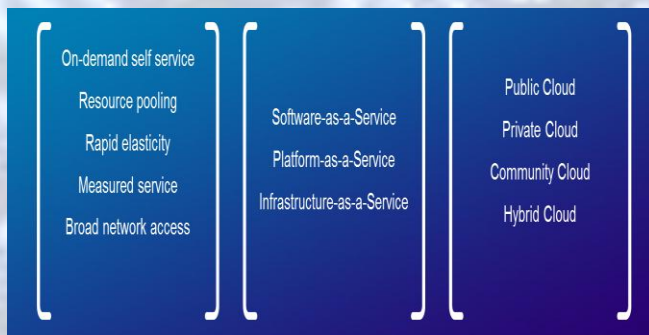 On-demand self service
Resource pooling
Rapid elasticity
Measured service
Broad network access
Software-as-a-Service
Platform-as-a-Service
Infrastructure-as-a-Service
Public Cloud
Private Cloud
Community Cloud
Hybrid Cloud